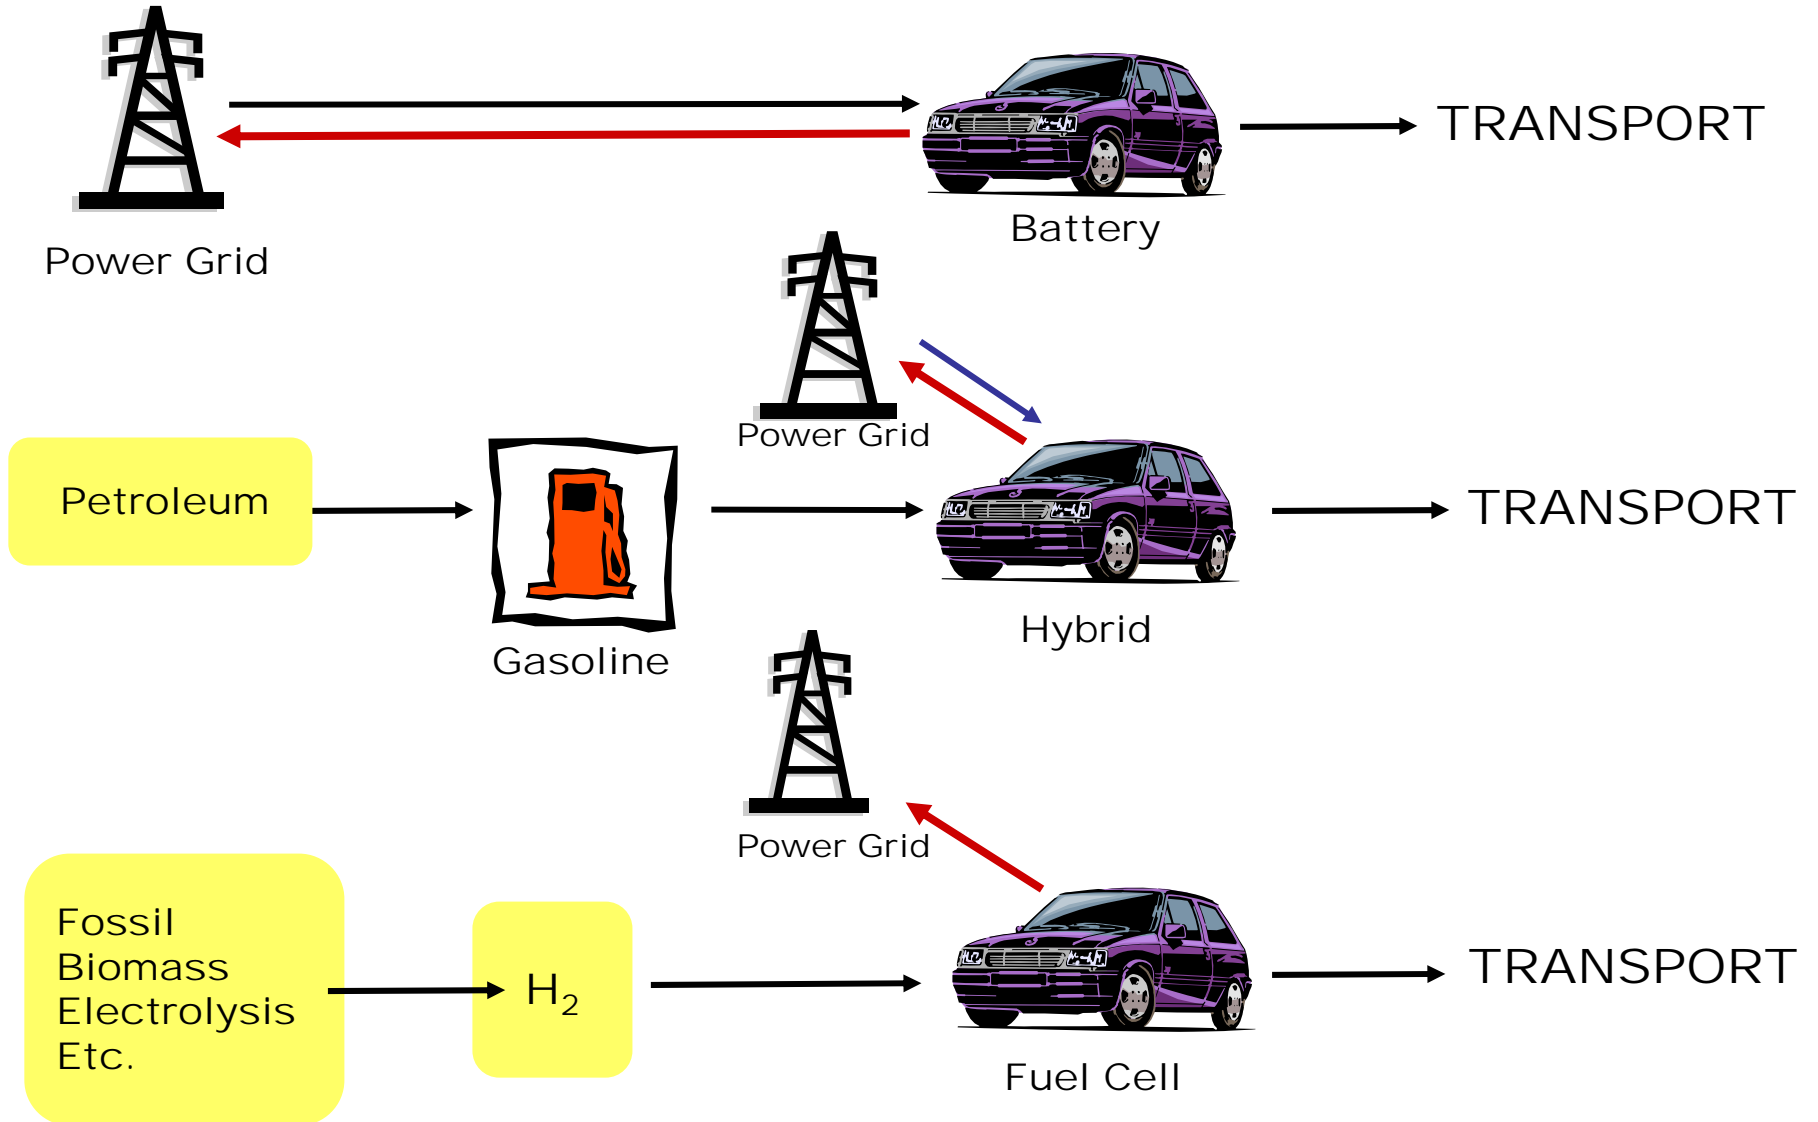 TRANSPORT
Battery
Power Grid
Power Grid
Petroleum
TRANSPORT
Hybrid
Gasoline
Power Grid
Fossil
Biomass
Electrolysis
Etc.
H₂
TRANSPORT
Fuel Cell